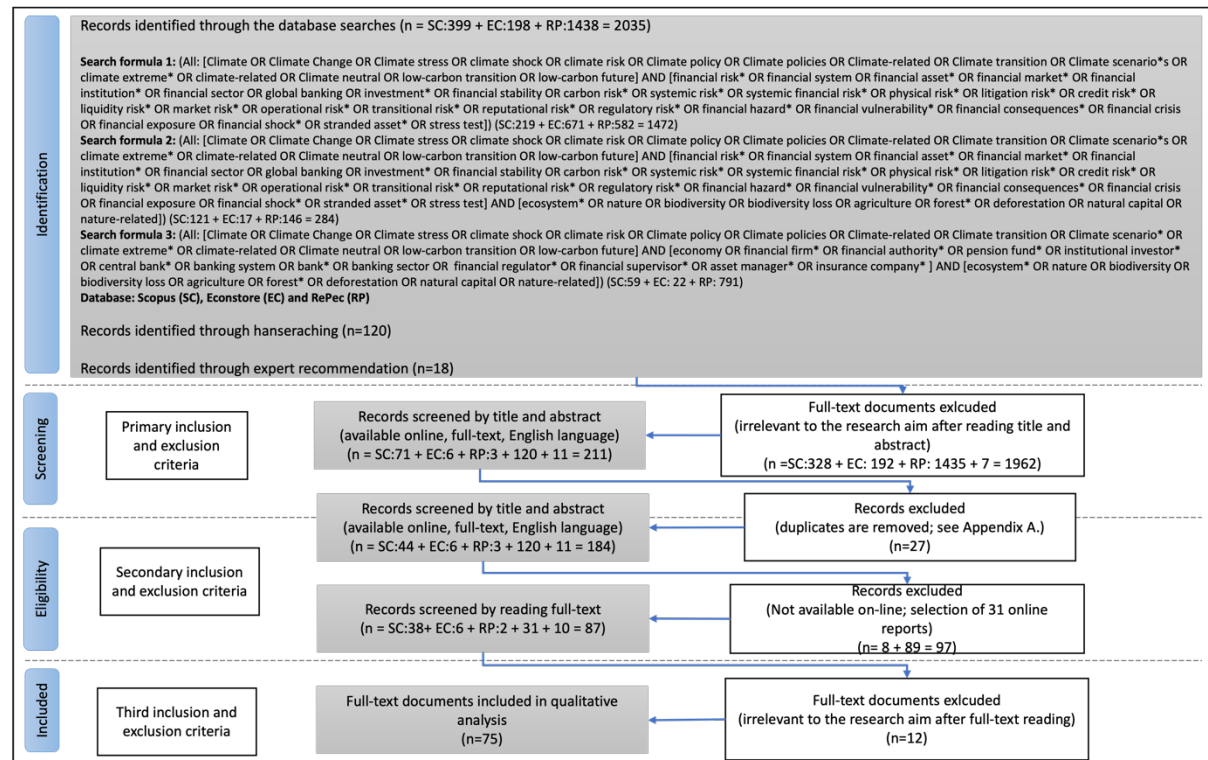 Identification
Records identified through the database searches (n = SC:399 + EC:198 + RP:1438 = 2035)
Search formula 1: (All: [Climate OR Climate Change OR Climate stress OR climate shock OR climate risk OR Climate policy OR Climate policies OR Climate-related OR Climate transition OR Climate scenario*s OR
climate extreme* OR climate-related OR Climate neutral OR low-carbon transition OR low-carbon future] AND [financial risk* OR financial system OR financial asset* OR financial market* OR financial
institution* OR financial sector OR global banking OR investment* OR financial stability OR carbon risk* OR systemic risk* OR systemic financial risk* OR physical risk* OR litigation risk* OR credit risk* OR
liquidity risk* OR market risk* OR operational risk* OR transitional risk* OR reputational risk* OR regulatory risk* OR financial hazard* OR financial vulnerability* OR financial consequences* OR financial crisis
OR financial exposure OR financial shock* OR stranded asset* OR stress test]) (SC:219 + EC:671 + RP:582 = 1472)
Search formula 2: (All: [Climate OR Climate Change OR Climate stress OR climate shock OR climate risk OR Climate policy OR Climate policies OR Climate-related OR Climate transition OR Climate scenario*s OR
climate extreme* OR climate-related OR Climate neutral OR low-carbon transition OR low-carbon future] AND [financial risk* OR financial system OR financial asset* OR financial market* OR financial
institution* OR financial sector OR global banking OR investment* OR financial stability OR carbon risk* OR systemic risk* OR systemic financial risk* OR physical risk* OR litigation risk* OR credit risk* OR
liquidity risk* OR market risk* OR operational risk* OR transitional risk* OR reputational risk* OR regulatory risk* OR financial hazard* OR financial vulnerability* OR financial consequences* OR financial crisis
OR financial exposure OR financial shock* OR stranded asset* OR stress test] AND [ecosystem* OR nature OR biodiversity OR biodiversity loss OR agriculture OR forest* OR deforestation OR natural capital OR
nature-related]) (SC:121 + EC:17 + RP:146 = 284)
Search formula 3: (All: [Climate OR Climate Change OR Climate stress OR climate shock OR climate risk OR Climate policy OR Climate policies OR Climate-related OR Climate transition OR Climate scenario* OR
climate extreme* OR climate-related OR Climate neutral OR low-carbon transition OR low-carbon future] AND [economy OR financial firm* OR financial authority* OR pension fund* OR institutional investor*
OR central bank* OR banking system OR bank* OR banking sector OR financial regulator* OR financial supervisor* OR asset manager* OR insurance company* ] AND [ecosystem* OR nature OR biodiversity OR
biodiversity loss OR agriculture OR forest* OR deforestation OR natural capital OR nature-related]) (SC:59 + EC: 22 + RP: 791)
Database: Scopus (SC), Econstore (EC) and RePec (RP)
Records identified through hanseraching (n=120)
Records identified through expert recommendation (n=18)
Screening
Primary inclusion
and exclusion
criteria
Records screened by title and abstract
(available online, full-text, English language)
(n = SC:71 + EC:6 + RP:3 + 120 + 11 = 211)
Full-text documents exlcuded
(irrelevant to the research aim after reading title and
abstract)
(n =SC:328 + EC: 192 + RP: 1435 + 7 = 1962)
Records screened by title and abstract
(available online, full-text, English language)
(n = SC:44 + EC:6 + RP:3 + 120 + 11 = 184)
Records excluded
(duplicates are removed; see Appendix A.)
(n=27)
Eligibility
Secondary inclusion
and exclusion criteria
Records screened by reading full-text
(n = SC:38+ EC:6 + RP:2 + 31 + 10 = 87)
Records excluded
(Not available on-line; selection of 31 online
reports)
(n= 8 + 89 = 97)
Included
Third inclusion and
exclusion criteria
Full-text documents included in qualitative
analysis
(n=75)
Full-text documents exlcuded
(irrelevant to the research aim after full-text reading)
(n=12)